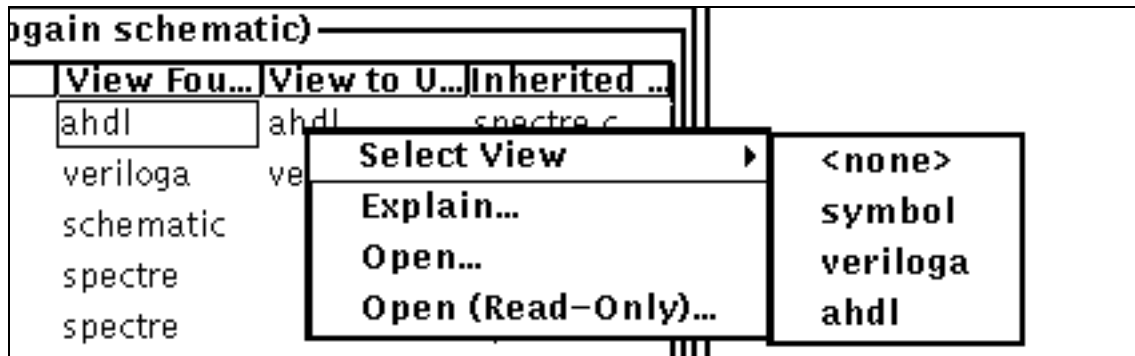 ogain schematic)
View Fou... View to U... Inherited ...
ahdl ahdl spectre c
veriloga ve
schematic
spectre
spectre
Select View
Explain...
Open...
Open (Read-Only)...
<none>
symbol
veriloga
ahdl